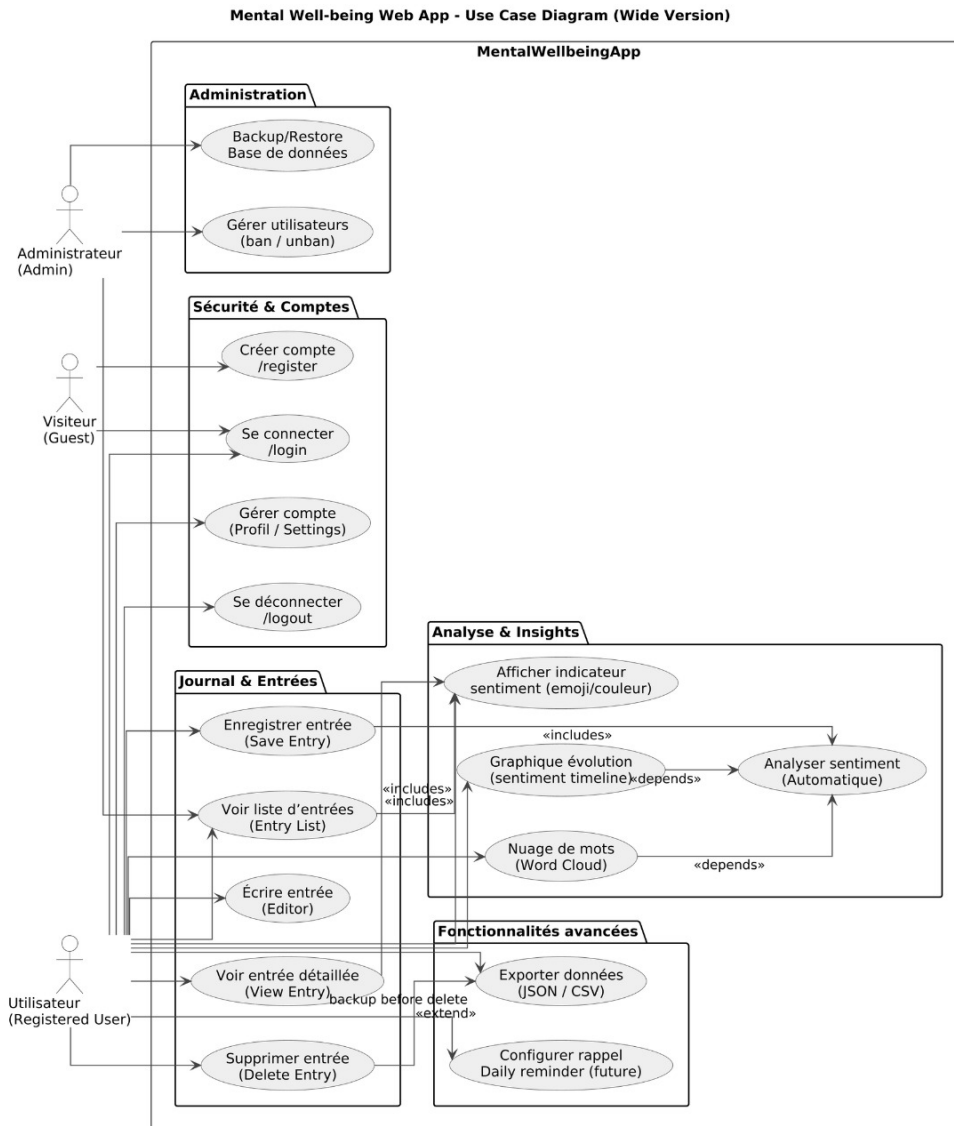 Mental Well-being Web App - Use Case Diagram (Wide Version)
MentalWellbeingApp
Administration
Backup/Restore
Base de données
Gérer utilisateurs
(ban / unban)
Administrateur
(Admin)
Sécurité & Comptes
Créer compte
/register
Visiteur
(Guest)
Se connecter
/login
Gérer compte
(Profil / Settings)
Se déconnecter
/logout
Analyse & Insights
Afficher indicateur
sentiment (emoji/couleur)
Journal & Entrées
Enregistrer entrée
(Save Entry)
«includes»
Graphique évolution
(sentiment timeline)
«depends»
Analyser sentiment
(Automatique)
«includes»
«includes»
Voir liste d’entrées
(Entry List)
Nuage de mots
(Word Cloud)
«depends»
Écrire entrée
(Editor)
Fonctionnalités avancées
Utilisateur
(Registered User)
Voir entrée détaillée
(View Entry)
Exporter données
(JSON / CSV)
backup before delete
«extend»
Supprimer entrée
(Delete Entry)
Configurer rappel
Daily reminder (future)